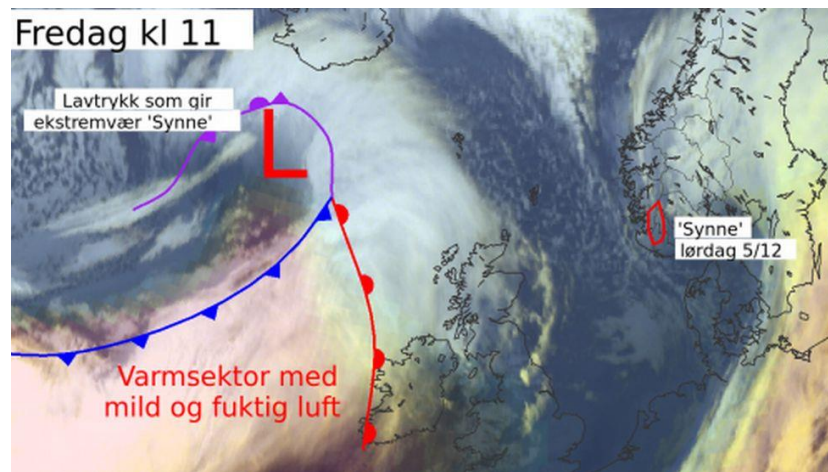 Fredag kl 11
Lavtrykk som gir
ekstremvær 'Synne'
L
'Synne'
lørdag 5/12
Varmsektor med
mild og fuktig luft